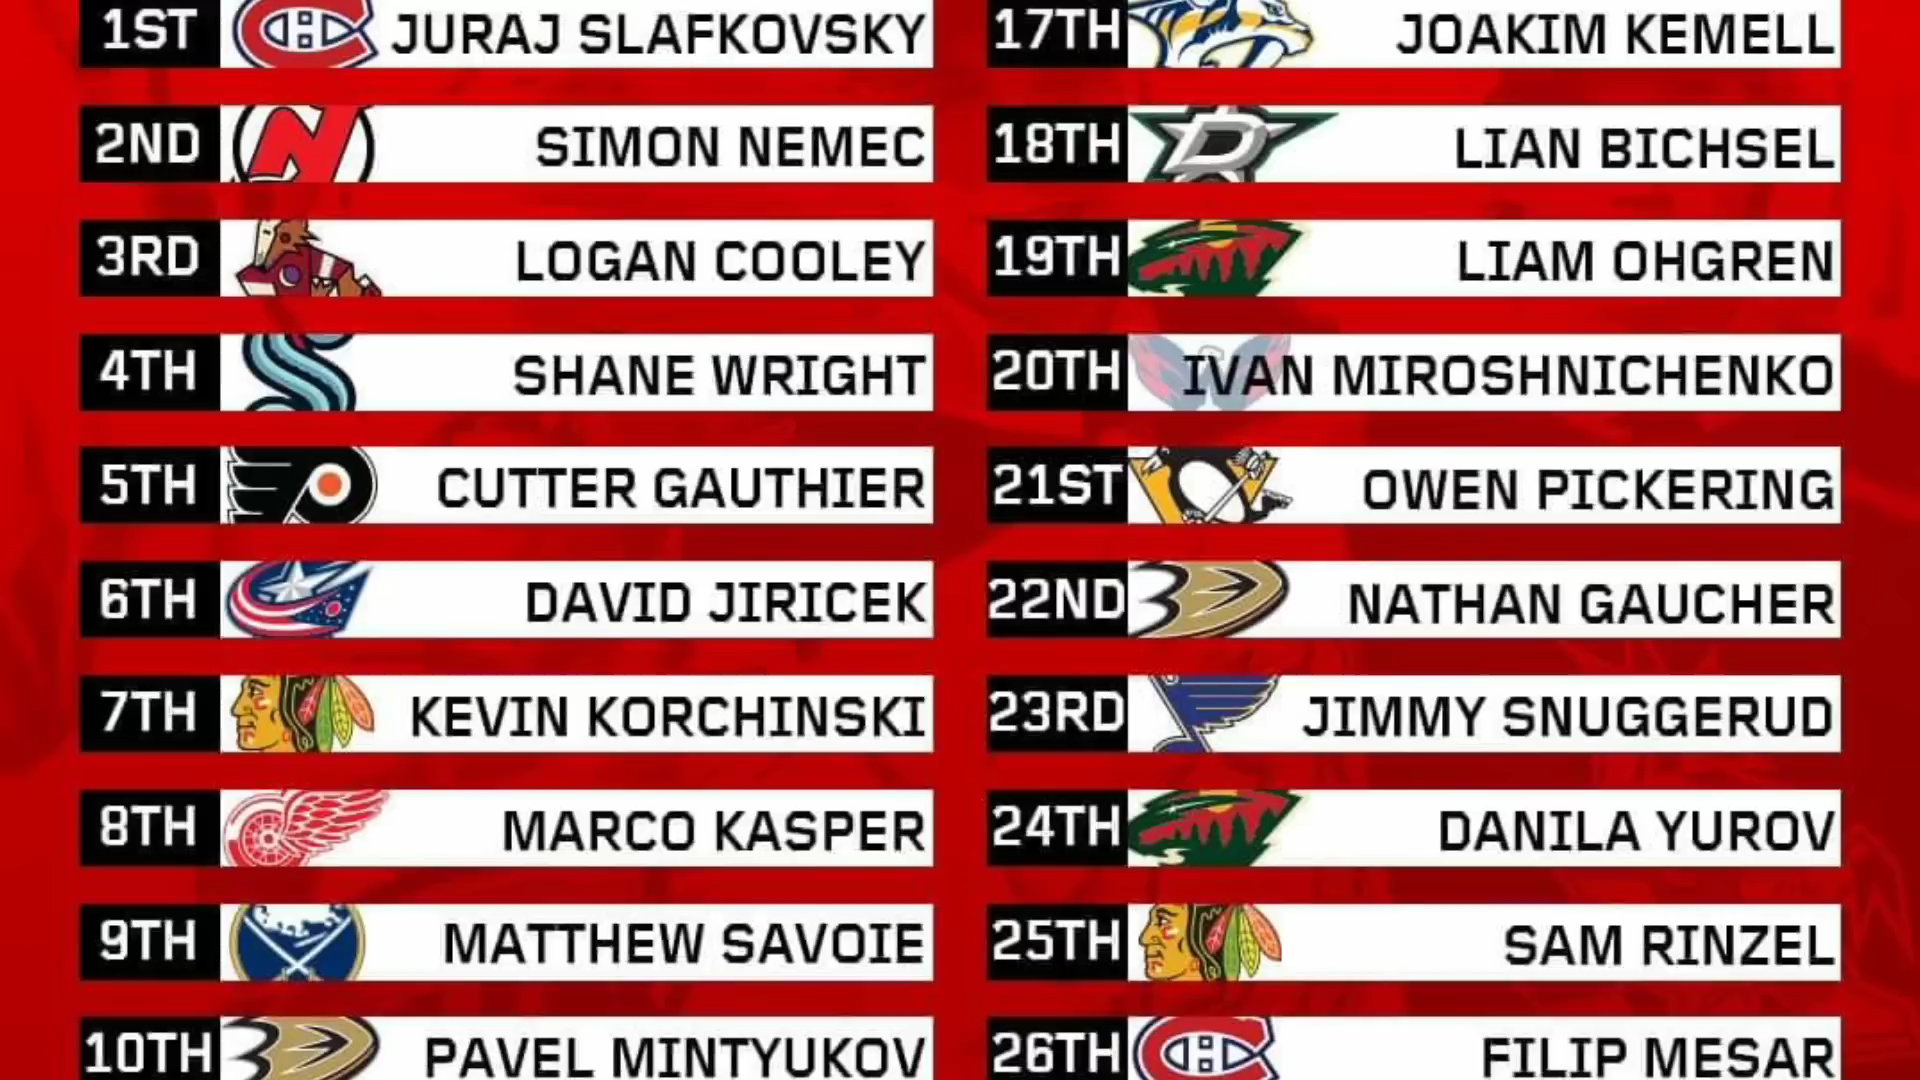 1ST JURAJ SLAFKOVSKY
2ND SIMON NEMEC
3RD LOGAN COOLEY
4TH SHANE WRIGHT
5TH CUTTER GAUTHIER
6TH DAVID JIRICEK
7TH KEVIN KORCHINSKI
8TH MARCO KASPER
9TH MATTHEW SAVOIE
10TH PAVEL MINTYUKOV
17TH JOAKIM KEMELL
18TH LIAN BICHSEL
19TH LIAM OHGREN
20TH IVAN MIROSHNICHENKO
21ST OWEN PICKERING
22ND NATHAN GAUCHER
23RD JIMMY SNUGGERUD
24TH DANILA YUROV
25TH SAM RINZEL
26TH FILIP MESAR